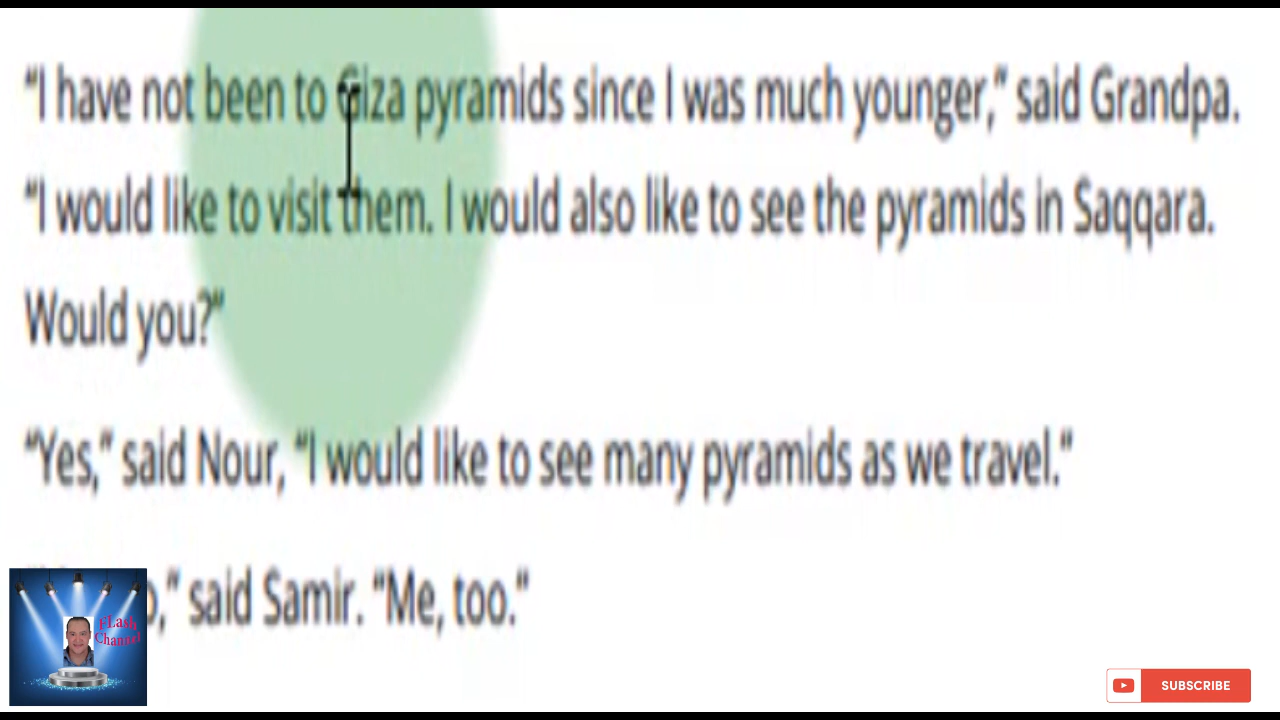 “I have not been to Giza pyramids since I was much younger,” said Grandpa.
“I would like to visit them. I would also like to see the pyramids in Saqqara.
Would you?”
“Yes,” said Nour, “I would like to see many pyramids as we travel.”
,” said Samir. “Me, too.”
FLash
Channel
SUBSCRIBE